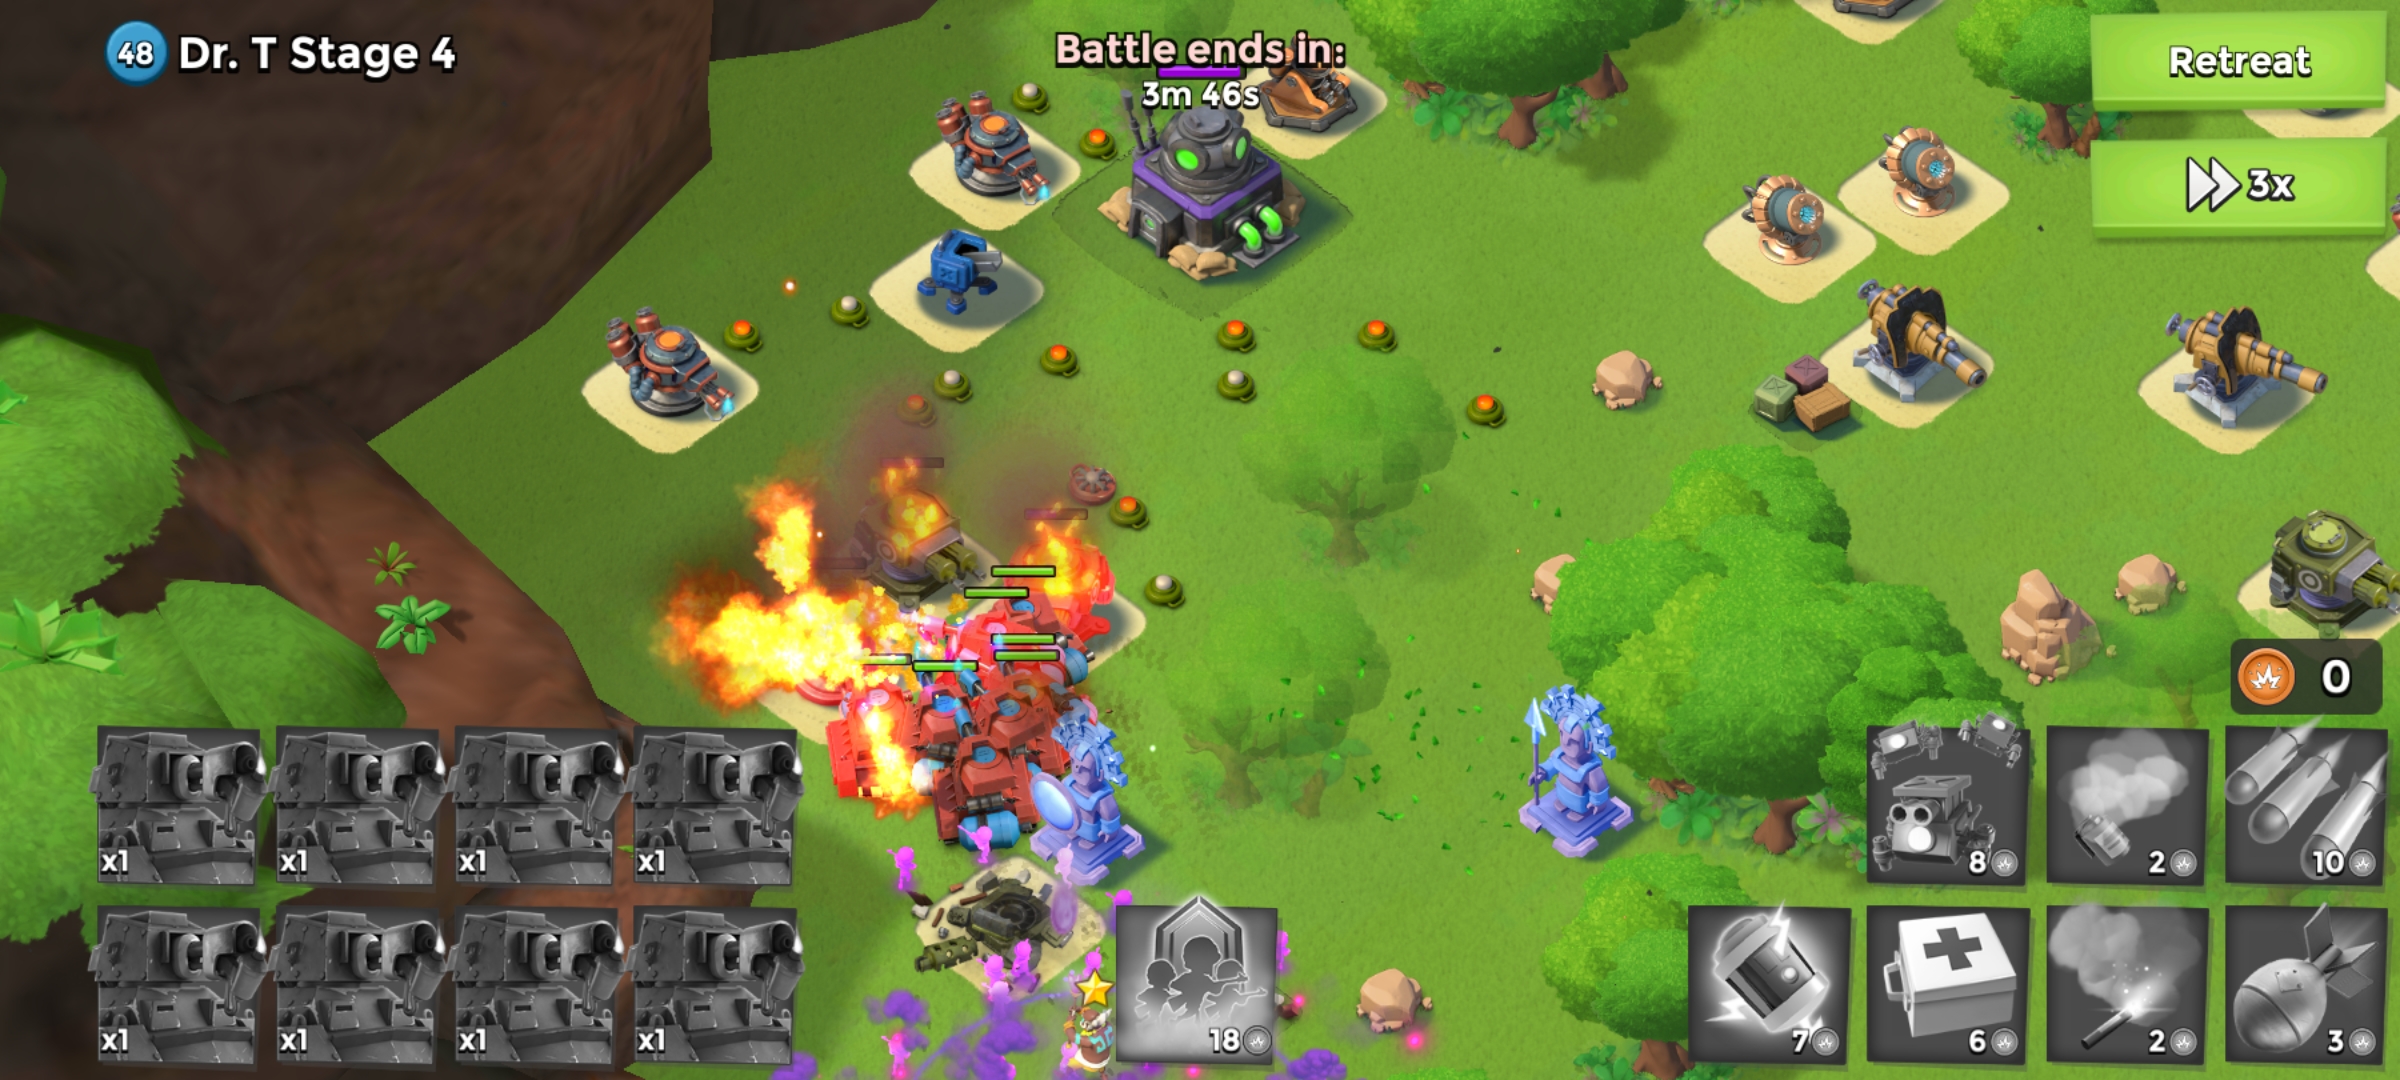 48 Dr. T Stage 4
Battle ends in:
3m 46s
Retreat
3x
0
x1 x1 x1 x1
8 2 10
x1 x1 x1 x1
18 7 6 2 3